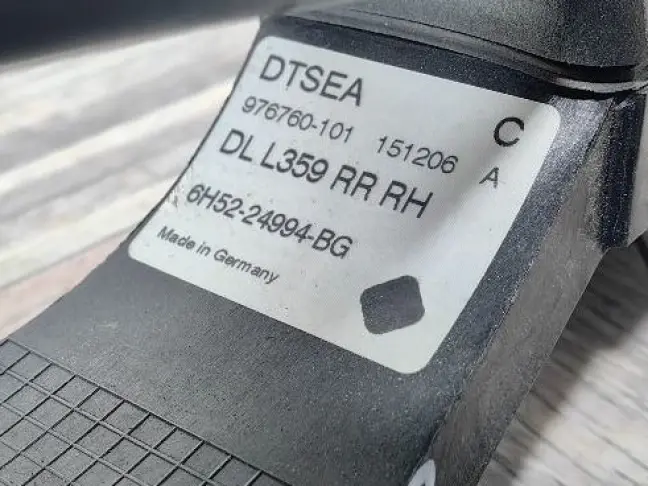 DTSEA C
976760-101 151206 A
DL L359 RR RH
6H52-24994-BG
Made in Germany